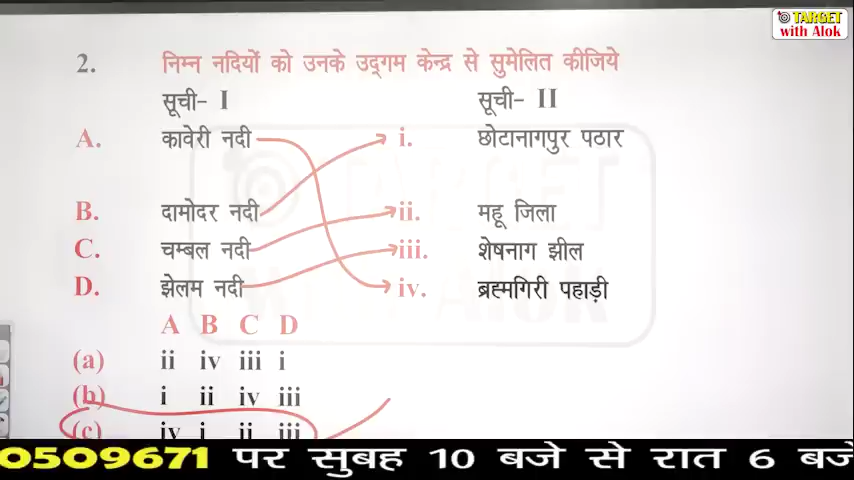 TARGET
with Alok
2. निम्न नदियों को उनके उद्गम केन्द्र से सुमेलित कीजिये
सूची- I सूची- II
A. कावेरी नदी i. छोटानागपुर पठार
B. दामोदर नदी ii. महू जिला
C. चम्बल नदी iii. शेषनाग झील
D. झेलम नदी iv. ब्रह्मगिरी पहाड़ी
A B C D
(a) ii iv iii i
(b) i ii iv iii
(c) iv i ii iii
0509671 पर सुबह 10 बजे से रात 6 बजे